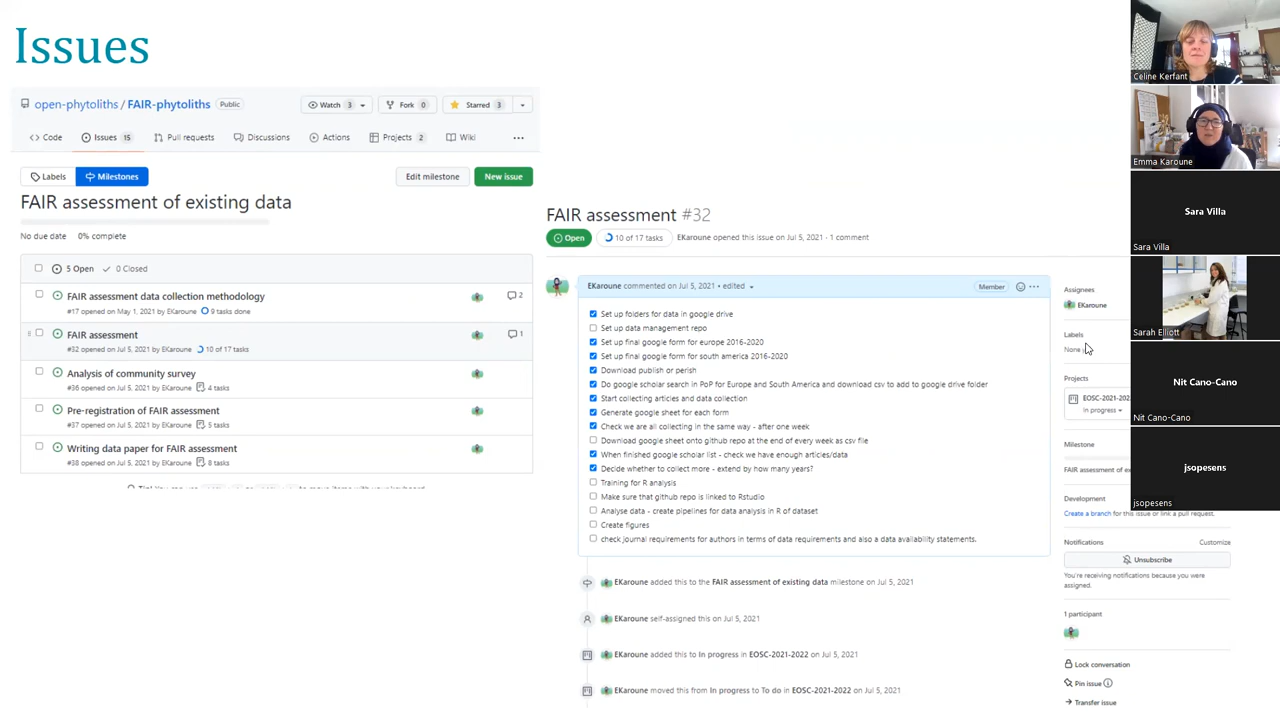 Issues
open-phytoliths / FAIR-phytoliths Public
Watch 3 Fork 0 Starred 3
Code Issues 15 Pull requests Discussions Actions Projects 2 Wiki
Labels Milestones Edit milestone New issue
FAIR assessment of existing data
No due date 0% complete
5 Open 0 Closed
FAIR assessment data collection methodology 2
#17 opened on May 1, 2021 by EKaroune 9 tasks done
FAIR assessment 1
#32 opened on Jul 5, 2021 by EKaroune 10 of 17 tasks
Analysis of community survey
#36 opened on Jul 5, 2021 by EKaroune 4 tasks
Pre-registration of FAIR assessment
#37 opened on Jul 5, 2021 by EKaroune 5 tasks
Writing data paper for FAIR assessment
#38 opened on Jul 5, 2021 by EKaroune 8 tasks
FAIR assessment #32
Open 10 of 17 tasks EKaroune opened this issue on Jul 5, 2021 · 1 comment
EKaroune commented on Jul 5, 2021 • edited Member
Set up folders for data in google drive
Set up data management repo
Set up final google form for europe 2016-2020
Set up final google form for south america 2016-2020
Download publish or perish
Do google scholar search in PoP for Europe and South America and download csv to add to google drive folder
Start collecting articles and data collection
Generate google sheet for each form
Check we are all collecting in the same way - after one week
Download google sheet onto github repo at the end of every week as csv file
When finished google scholar list - check we have enough articles/data
Decide whether to collect more - extend by how many years?
Training for R analysis
Make sure that github repo is linked to Rstudio
Analyse data - create pipelines for data analysis in R of dataset
Create figures
check journal requirements for authors in terms of data requirements and also a data availability statements.
EKaroune added this to the FAIR assessment of existing data milestone on Jul 5, 2021
EKaroune self-assigned this on Jul 5, 2021
EKaroune added this to In progress in EOSC-2021-2022 on Jul 5, 2021
EKaroune moved this from In progress to To do in EOSC-2021-2022 on Jul 5, 2021
Assignees
EKaroune
Labels
None
Projects
EOSC-2021-202
In progress
Milestone
FAIR assessment of ex
Development
Create a branch for this issue or link a pull request.
Notifications Customize
Unsubscribe
You're receiving notifications because you were
assigned.
1 participant
Lock conversation
Pin issue
Transfer issue
Celine Kerfant
Emma Karoune
Sara Villa
Sara Villa
Sarah Elliott
Nit Cano-Cano
Nit Cano-Cano
jsopesens
jsopesens